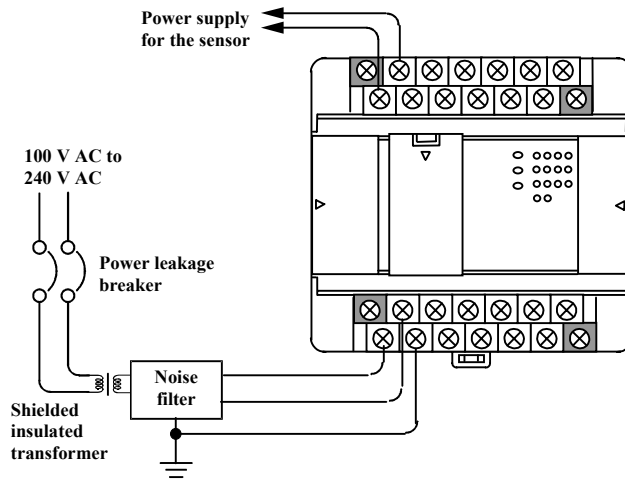 Power supply
for the sensor
100 V AC to
240 V AC
Power leakage
breaker
Noise
filter
Shielded
insulated
transformer